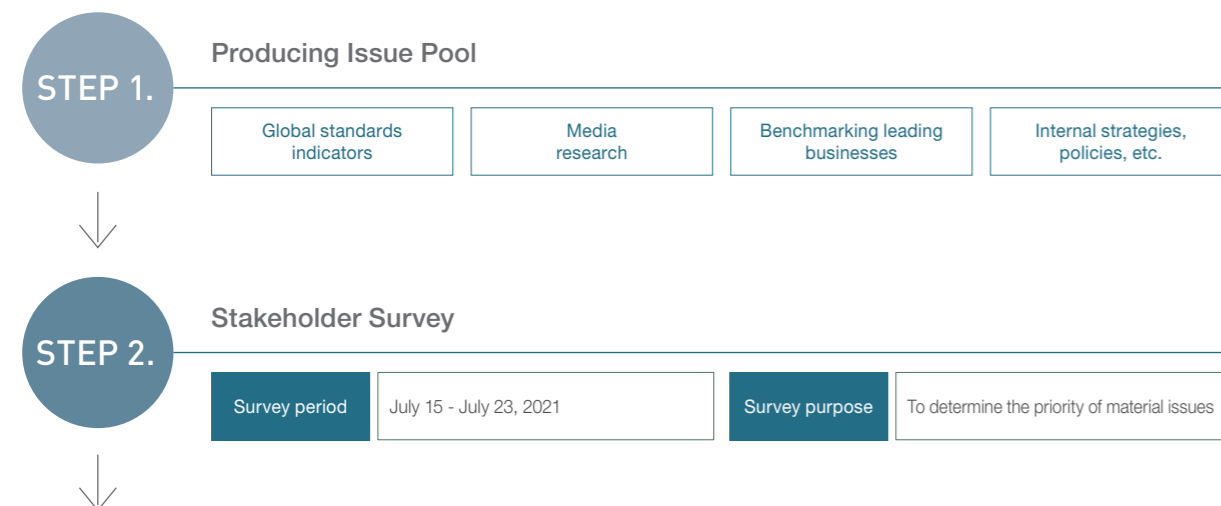 STEP 1.
Producing Issue Pool
Global standards
indicators
Media
research
Benchmarking leading
businesses
Internal strategies,
policies, etc.
STEP 2.
Stakeholder Survey
Survey period
July 15 - July 23, 2021
Survey purpose
To determine the priority of material issues